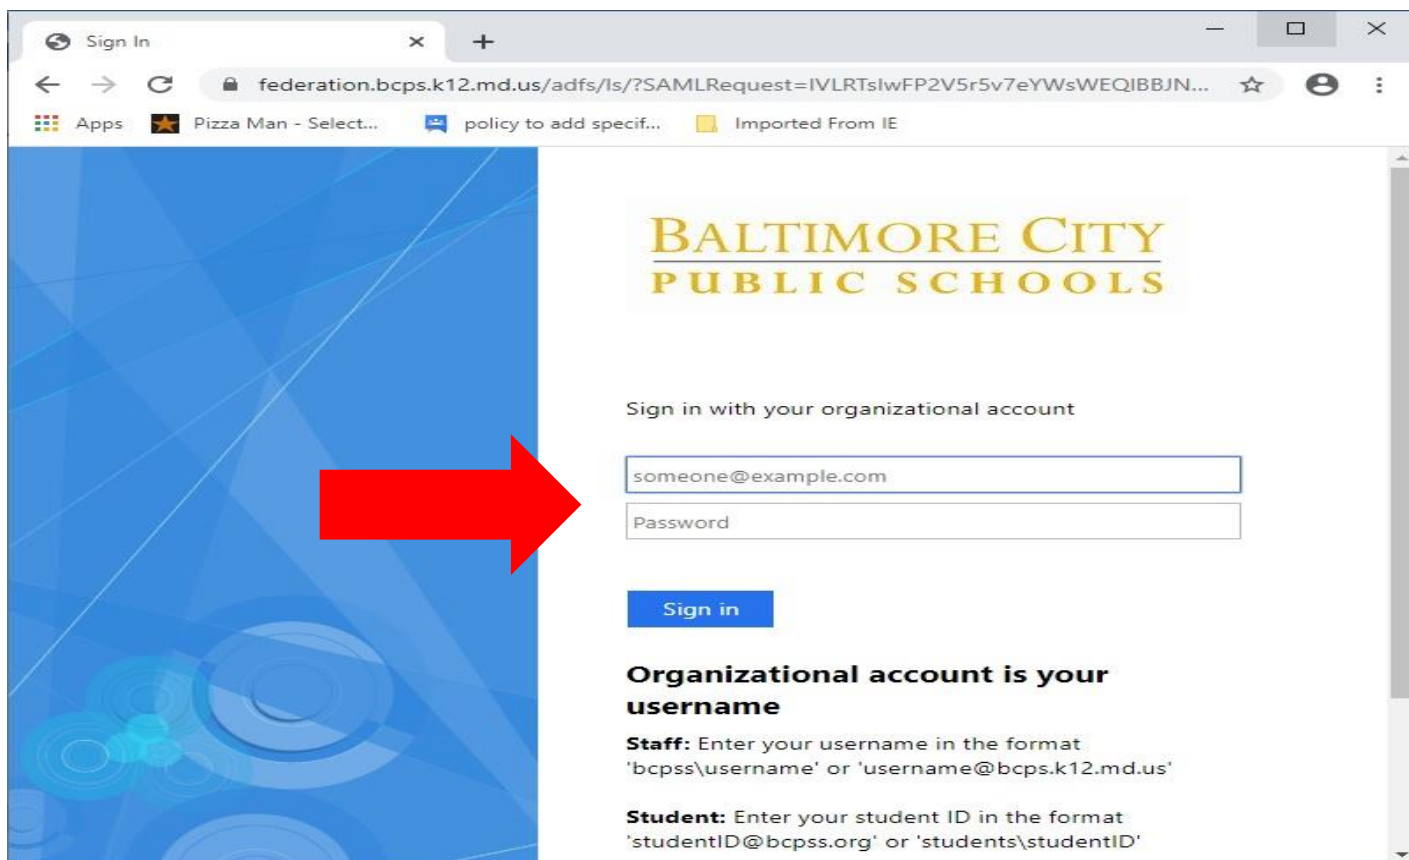 Sign In
federation.bcps.k12.md.us/adfs/ls/?SAMLRequest=lVLRTsIwFP2V5r5v7eYWsWEQIBBJN...
Apps Pizza Man - Select... policy to add specif... Imported From IE
BALTIMORE CITY
PUBLIC SCHOOLS
Sign in with your organizational account
someone@example.com
Password
Sign in
Organizational account is your
username
Staff: Enter your username in the format
'bcpss\username' or 'username@bcps.k12.md.us'
Student: Enter your student ID in the format
'studentID@bcpss.org' or 'students\studentID'